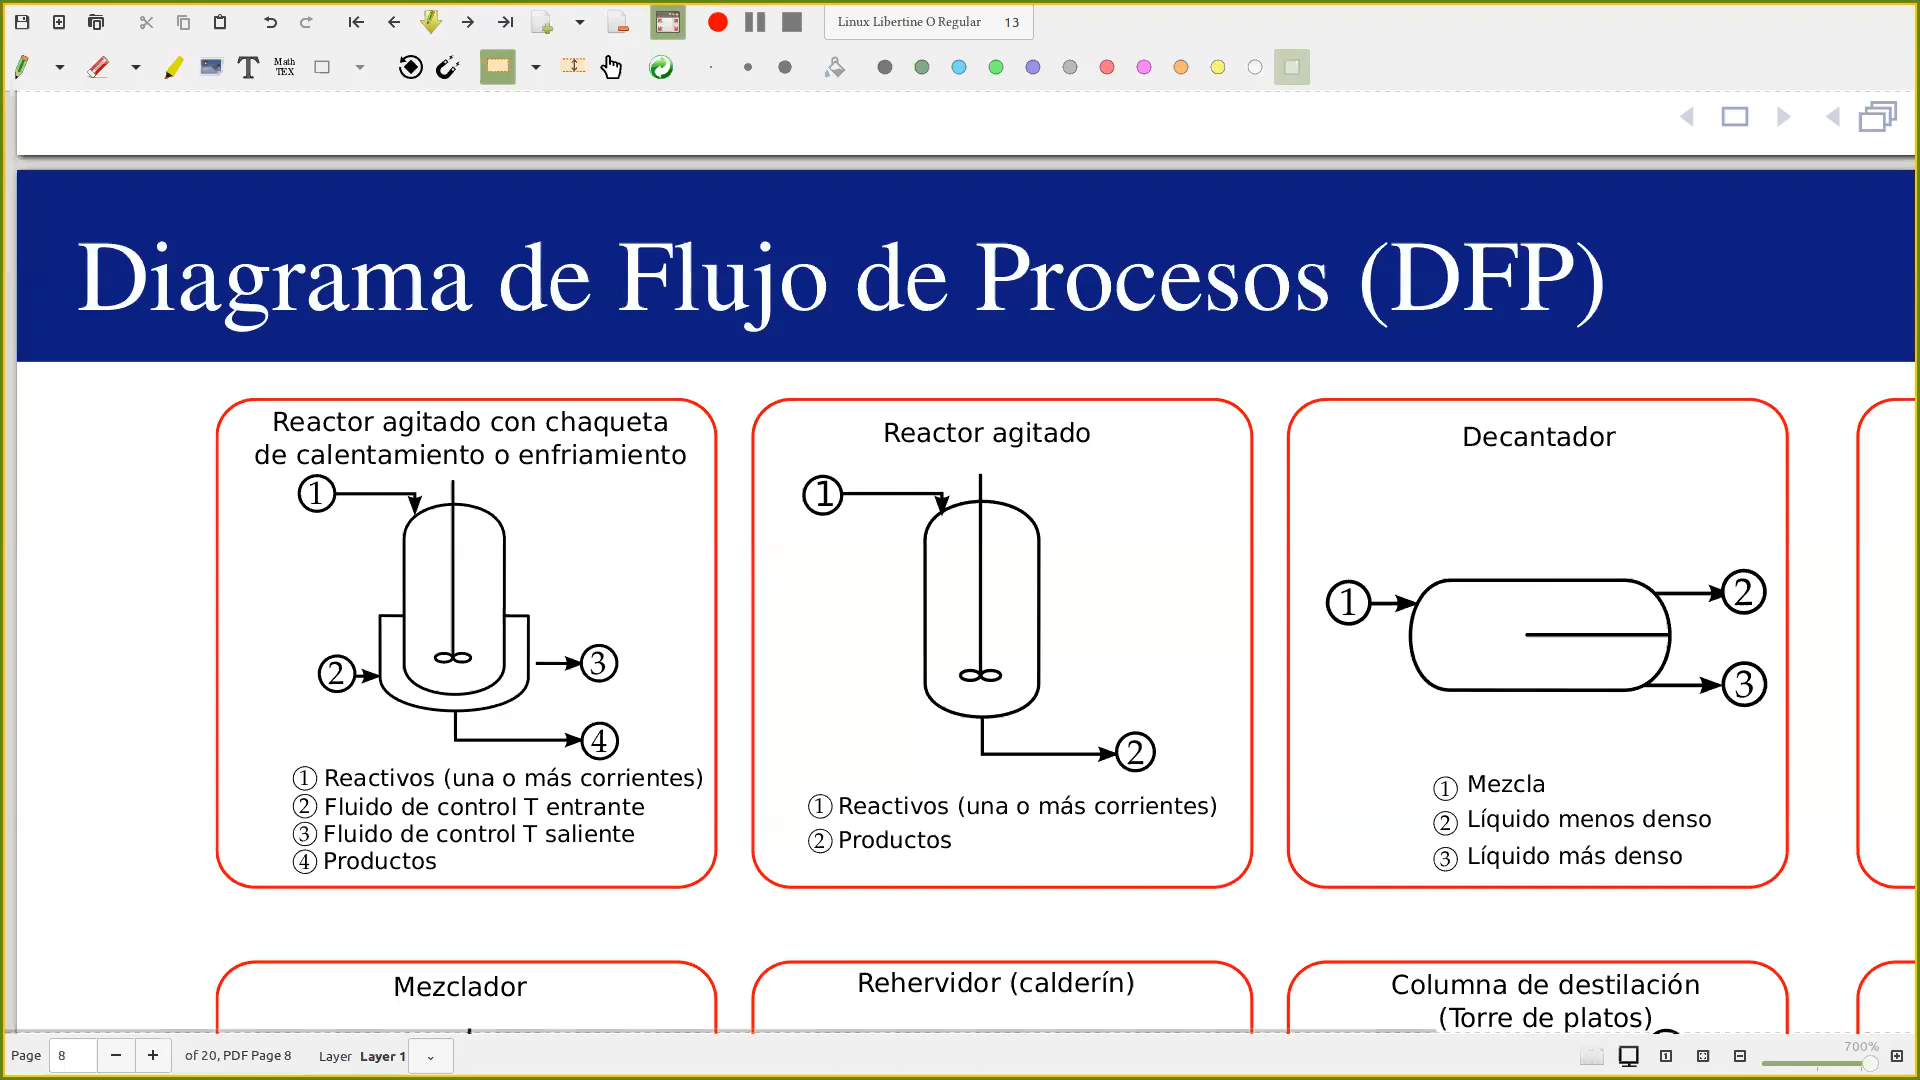 Linux Libertine O Regular 13
Math
TEX
Diagrama de Flujo de Procesos (DFP)
Reactor agitado con chaqueta
de calentamiento o enfriamiento
1
2
3
4
① Reactivos (una o más corrientes)
② Fluido de control T entrante
③ Fluido de control T saliente
④ Productos
Reactor agitado
1
2
① Reactivos (una o más corrientes)
② Productos
Decantador
1
2
3
① Mezcla
② Líquido menos denso
③ Líquido más denso
Mezclador
Rehervidor (calderín)
Columna de destilación
(Torre de platos)
Page 8 of 20, PDF Page 8 Layer Layer 1
700%